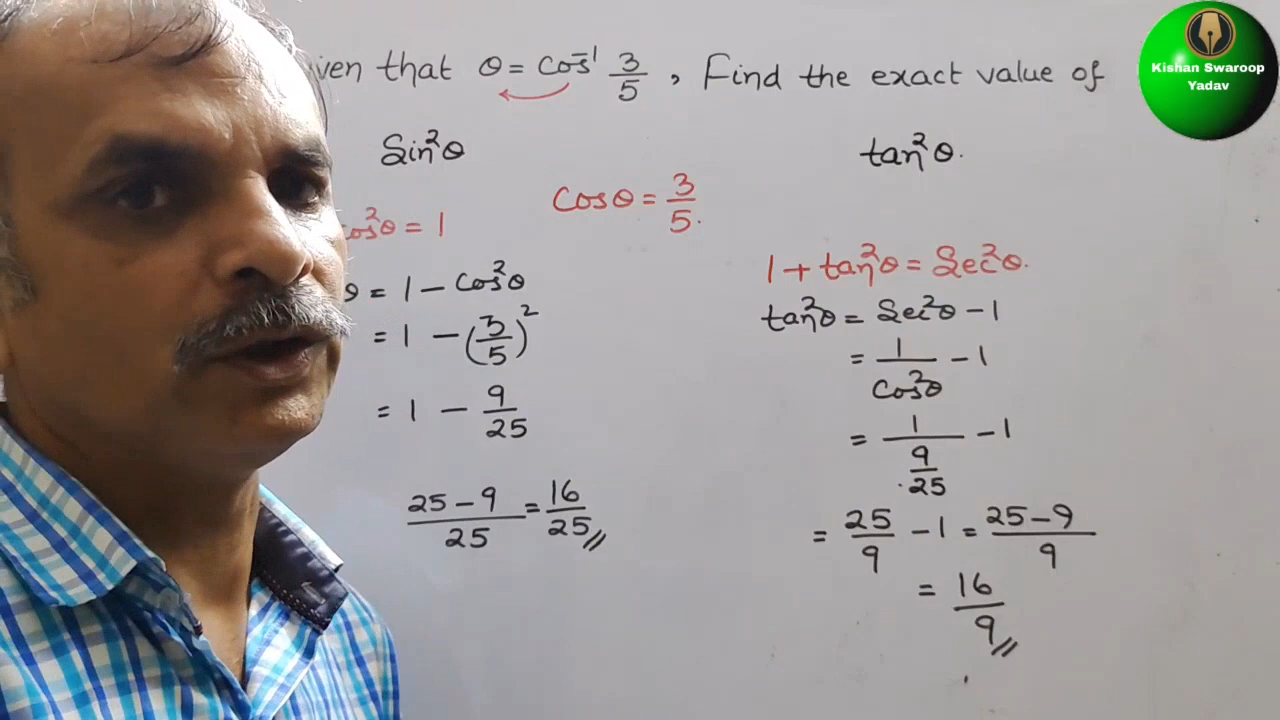 ven that θ = cos⁻¹ 3/5 , Find the exact value of
Sin²θ
tan²θ.
Cosθ = 3/5.
cos²θ = 1
θ = 1 - cos²θ
= 1 - (3/5)²
= 1 - 9/25
25-9/25 = 16/25
1 + tan²θ = Sec²θ.
tan²θ = Sec²θ - 1
= 1/Cos²θ - 1
= 1/(9/25) - 1
= 25/9 - 1 = 25-9/9
= 16/9
Kishan Swaroop
Yadav